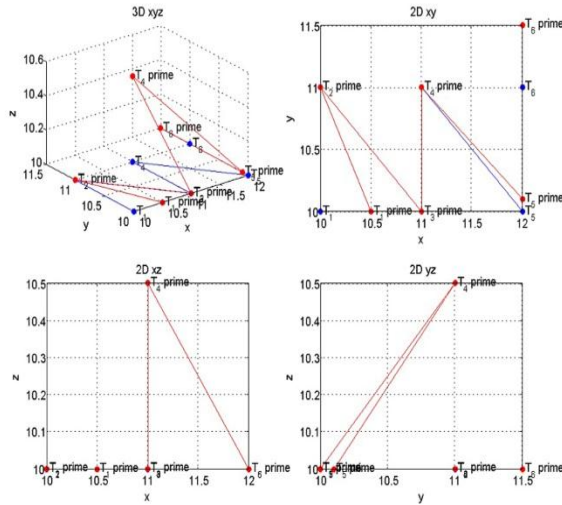 3D xyz
10.6
10.4
10.2
10
z
11.5
11
10.5
10
y
10
10.5
11
12
x
T4 prime
T6 prime
T6
T4
T2 prime
T1 prime
T1
T5
2D xy
11.5
11
10.5
10
y
T6 prime
T6
T2 prime
T4 prime
T5 prime
T5
T1
T1 prime
T3 prime
10
10.5
11
11.5
12
x
2D xz
10.5
10.4
10.3
10.2
10.1
10
z
T4 prime
T2 prime
T1 prime
T6 prime
10
10.5
11
11.5
12
x
2D yz
10.5
10.4
10.3
10.2
10.1
10
z
T4 prime
prime
prime
prime
10
10.5
11
11.5
y